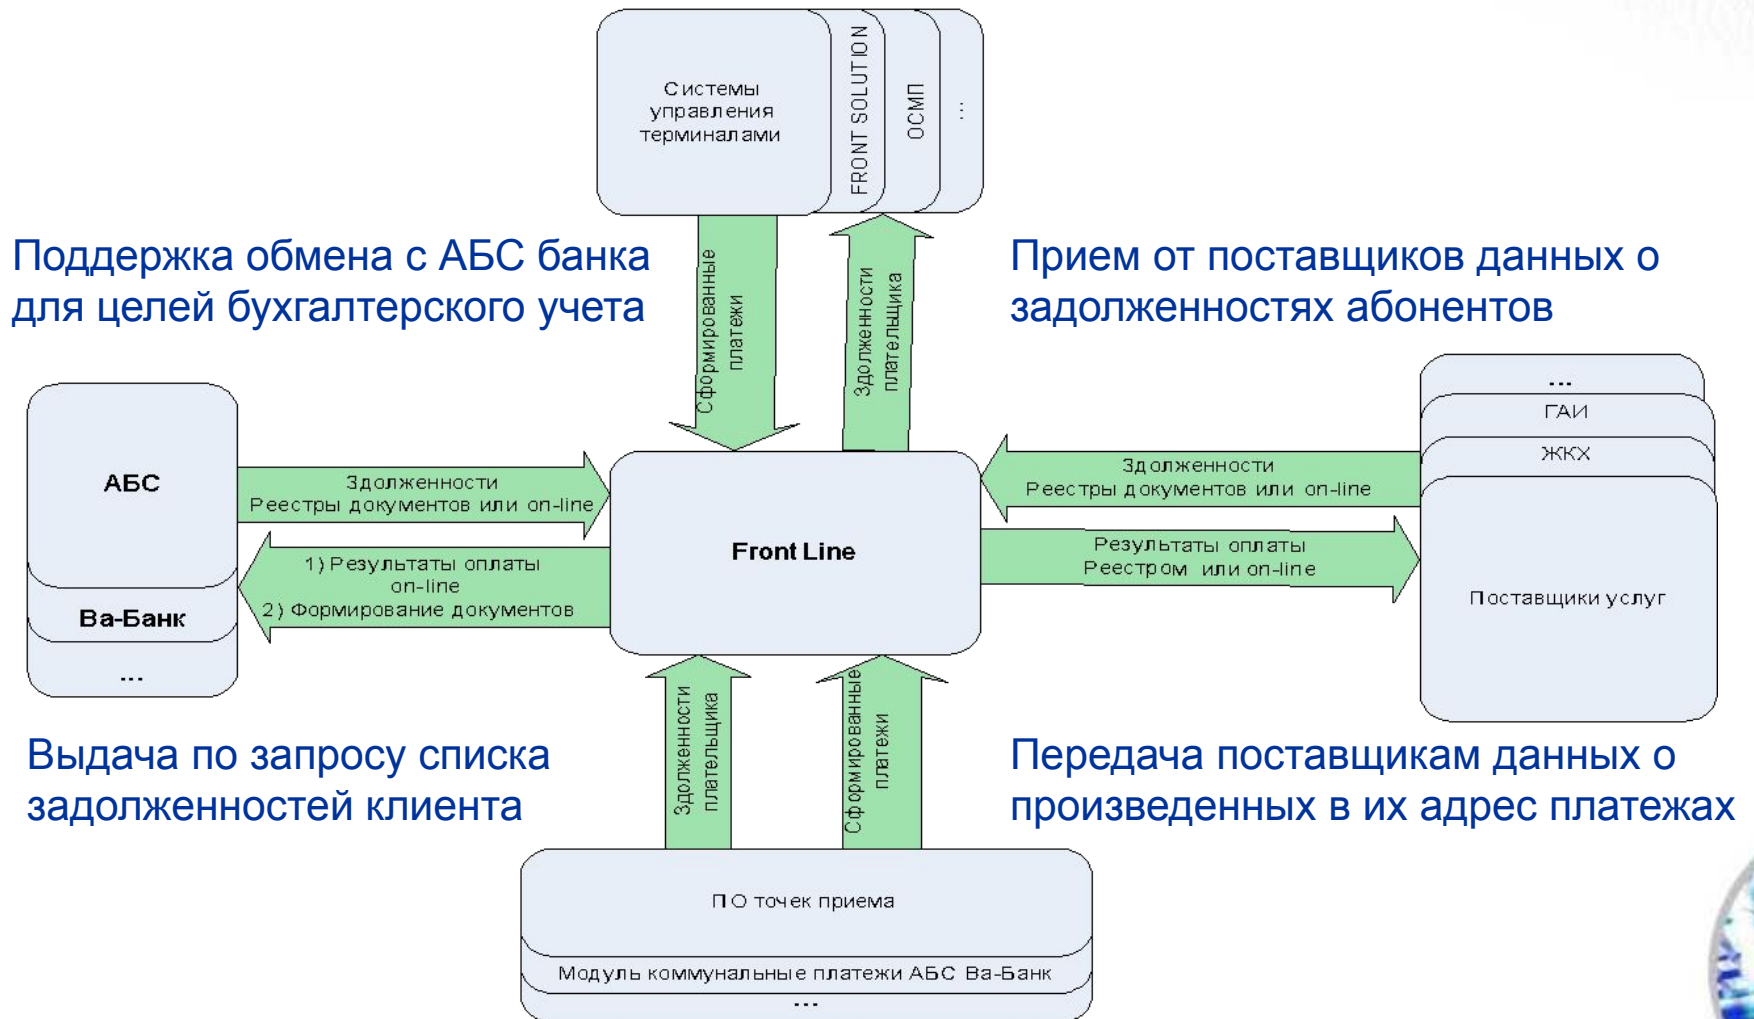 Системы
управления
терминалами
FRONT SOLUTION
ОСМП
...
Сформированные
платежи
Здолженности
плательщика
Поддержка обмена с АБС банка
для целей бухгалтерского учета
Прием от поставщиков данных о
задолженностях абонентов
АБС
Ва-Банк
...
Здолженности
Реестры документов или on-line
1) Результаты оплаты
on-line
2) Формирование документов
Front Line
Здолженности
Реестры документов или on-line
Результаты оплаты
Реестром или on-line
...
ГАИ
ЖКХ
Поставщики услуг
Выдача по запросу списка
задолженностей клиента
Здолженности
плательщика
Сформированные
платежи
Передача поставщикам данных о
произведенных в их адрес платежах
ПО точек приема
Модуль коммунальные платежи АБС Ва-Банк
...